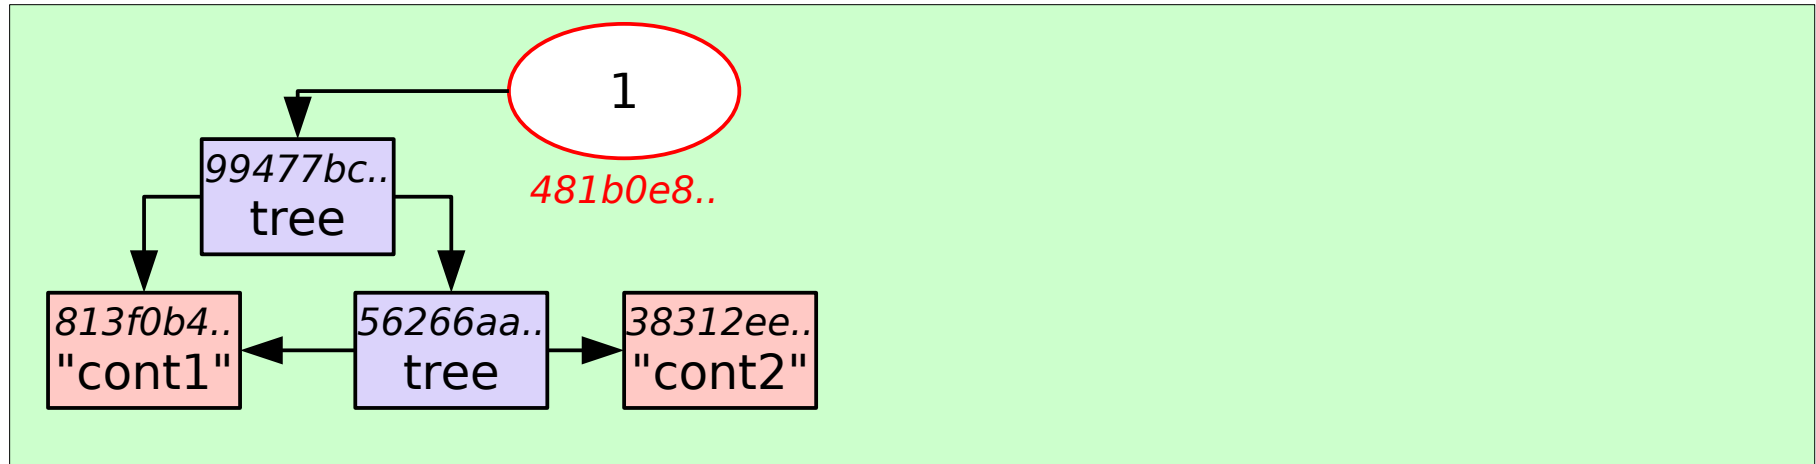 1
481b0e8..
99477bc..
tree
813f0b4..
"cont1"
56266aa..
tree
38312ee..
"cont2"